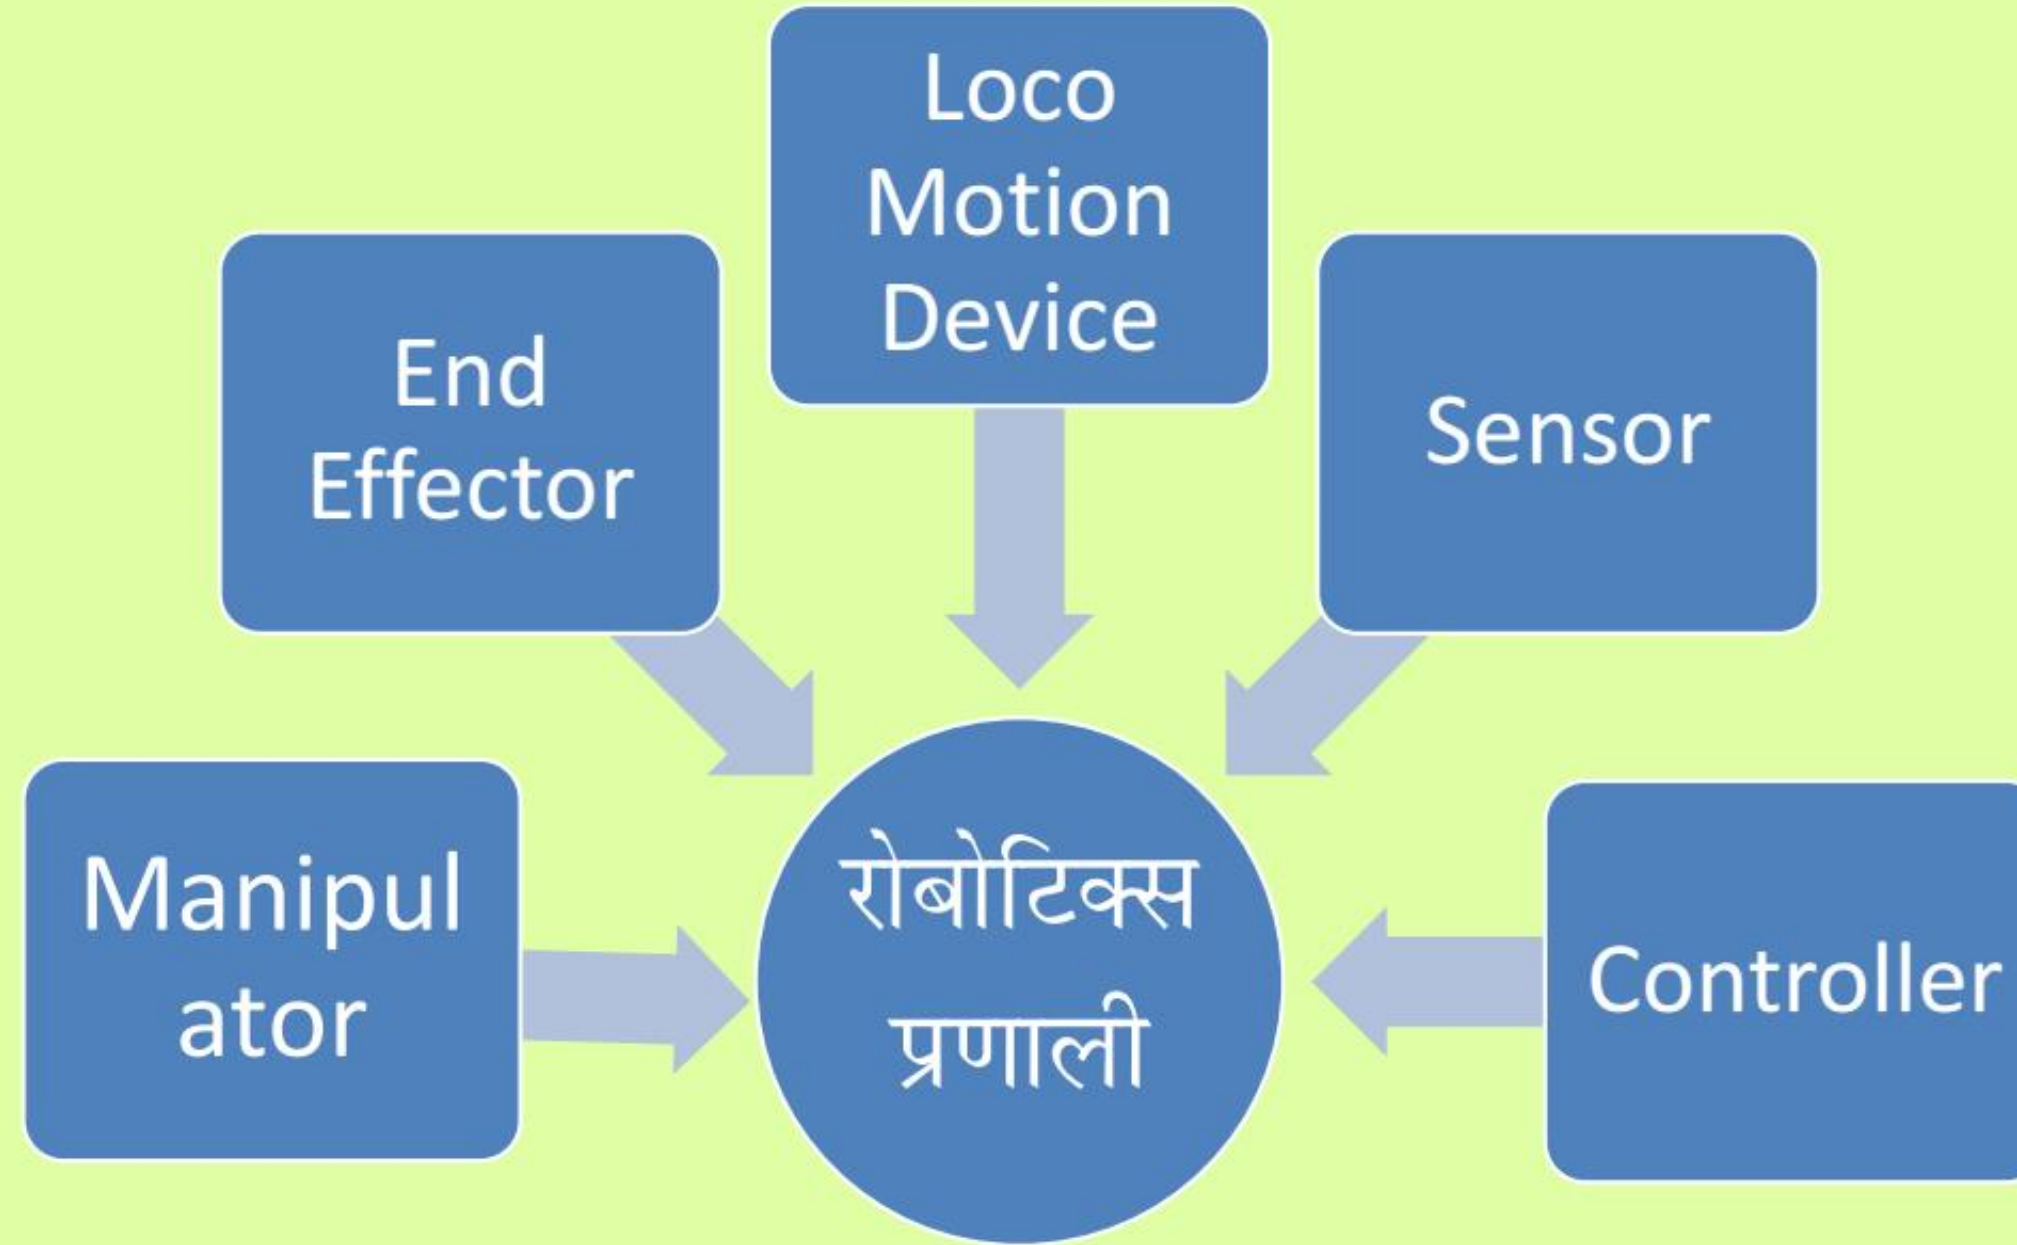 Loco
Motion
Device
End
Effector
Sensor
Manipul
ator
रोबोटिक्स
प्रणाली
Controller